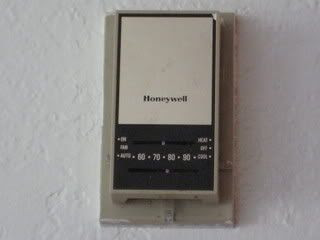 Honeywell
• ON HEAT •
FAN OFF •
• AUTO • 60 • 70 • 80 • 90 • COOL •